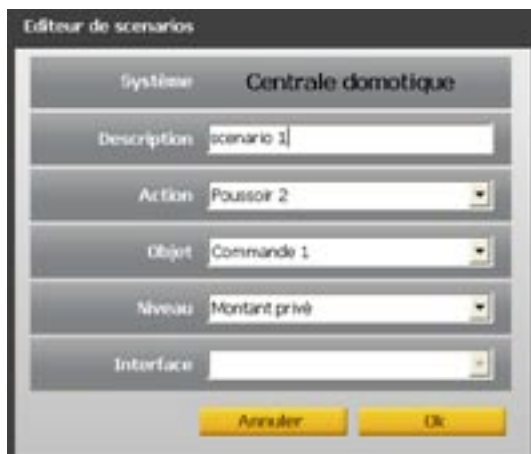 Editeur de scenarios
Système Centrale domotique
Description scenario 1
Action Poussoir 2
Objet Commande 1
Niveau Montant privè
Interface
Annuler Ok